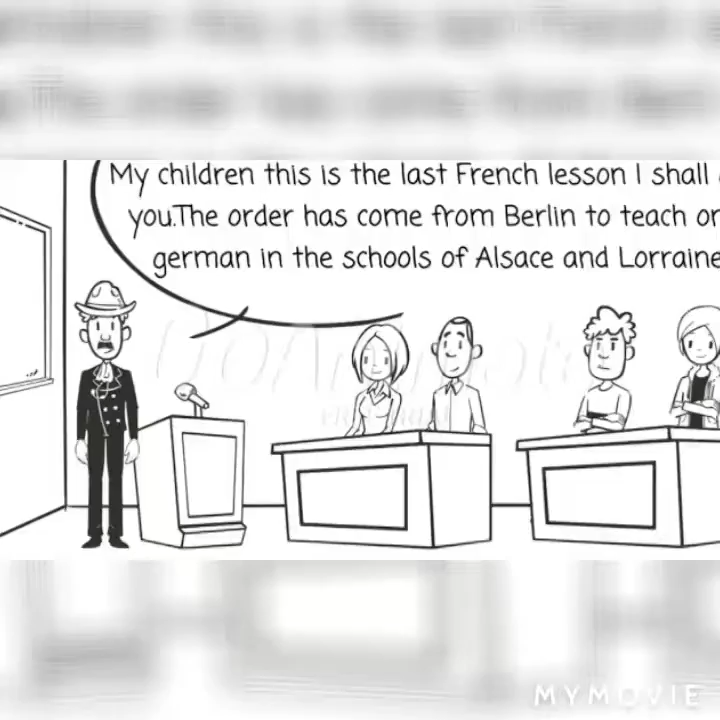 My children this is the last French lesson I shall
you.The order has come from Berlin to teach
german in the schools of Alsace and Lorraine
MYMOVIE